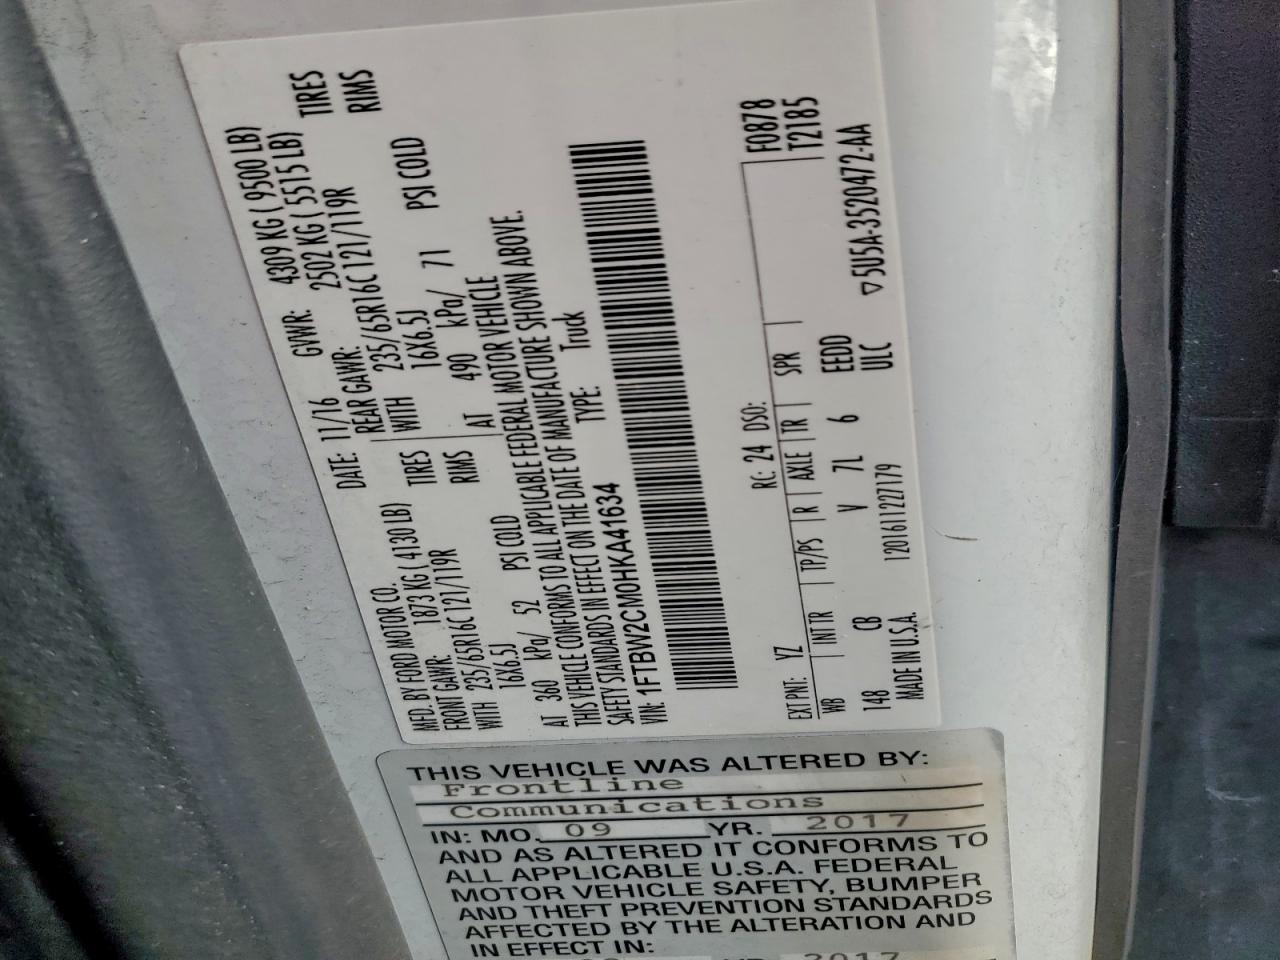 MFD. BY FORD MOTOR CO.
DATE: 11/16 GVWR: 4309 KG ( 9500 LB)
FRONT GAWR: 1873 KG ( 4130 LB)
REAR GAWR: 2502 KG ( 5515 LB)
235/65R16C 121/119R TIRES
WITH 235/65R16C 121/119R TIRES
WITH 16X6.5J RIMS
16X6.5J RIMS
AT 360 kPa/ 52 PSI COLD
AT 490 kPa/ 71 PSI COLD
THIS VEHICLE CONFORMS TO ALL APPLICABLE FEDERAL MOTOR VEHICLE
SAFETY STANDARDS IN EFFECT ON THE DATE OF MANUFACTURE SHOWN ABOVE.
VIN: 1FTBW2CM0HKA41634 TYPE: Truck
EXT PNT: YZ RC: 24 DSO: F0878
WB INT TR TP/PS R AXLE TR SPR T2185
148 CB V 7L 6 EEDD
MADE IN U.S.A. 1201611227179 ULC ▽5U5A-3520472-AA
THIS VEHICLE WAS ALTERED BY:
Frontline
Communications
IN: MO. 09 YR. 2017
AND AS ALTERED IT CONFORMS TO
ALL APPLICABLE U.S.A. FEDERAL
MOTOR VEHICLE SAFETY, BUMPER
AND THEFT PREVENTION STANDARDS
AFFECTED BY THE ALTERATION AND
IN EFFECT IN:
2017